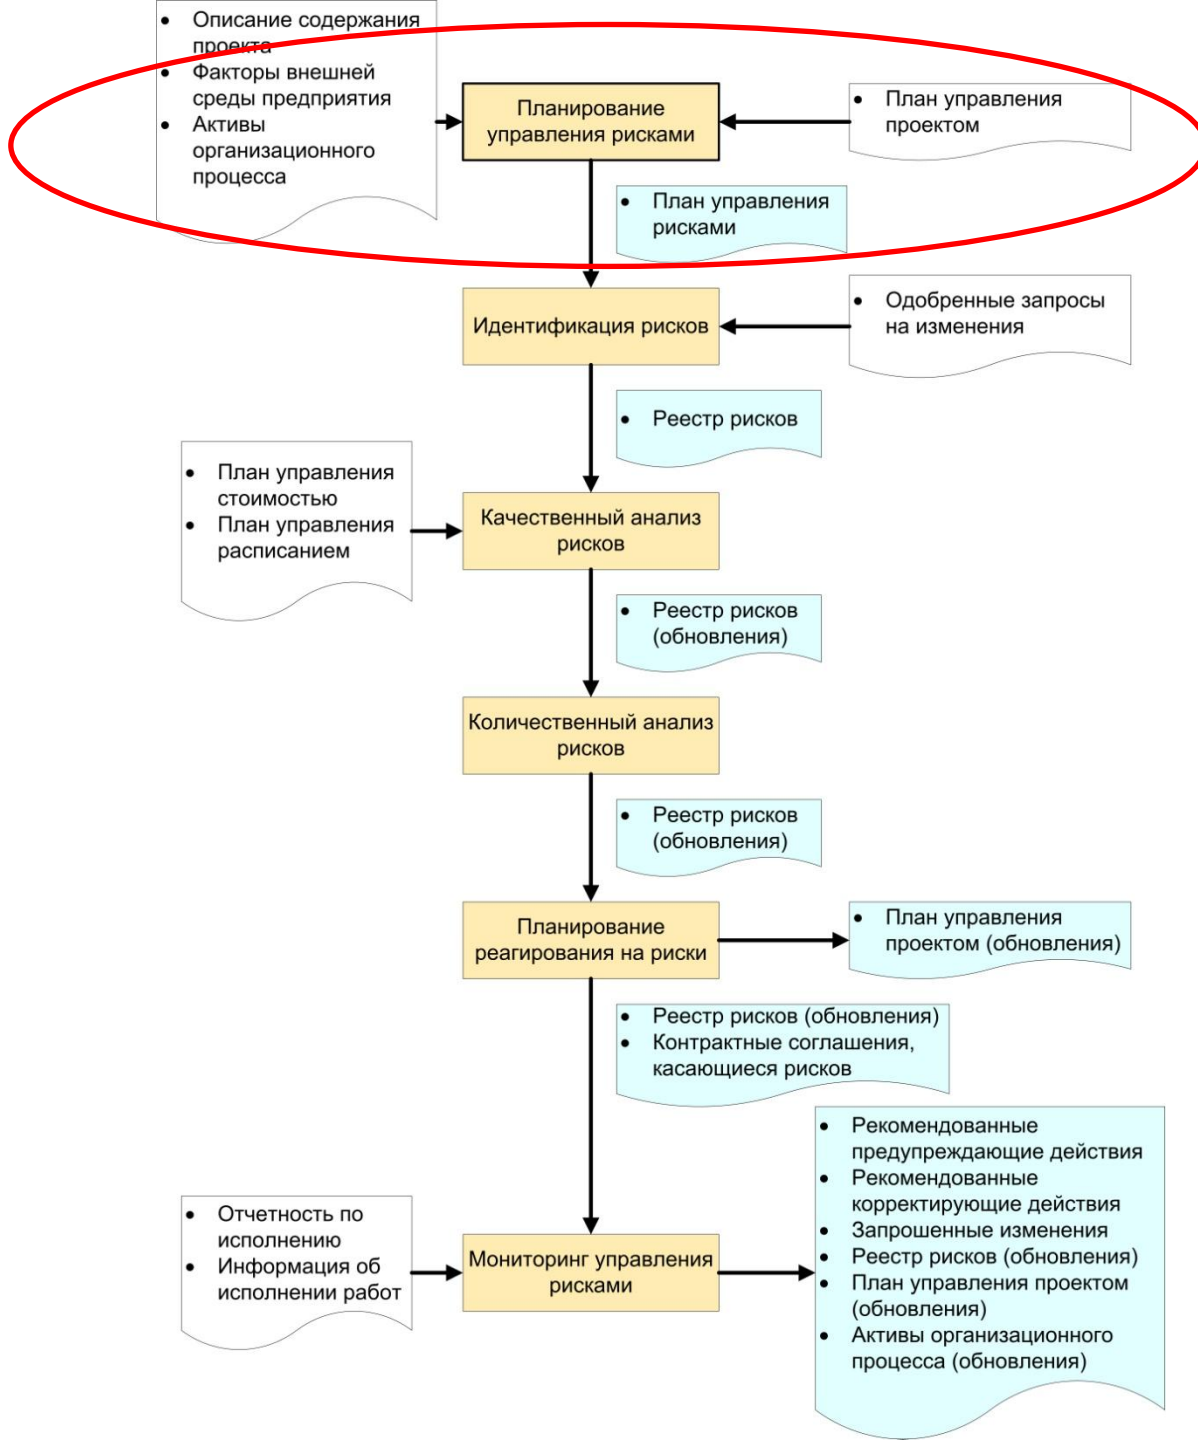 Описание содержания
проекта
Факторы внешней
среды предприятия
Активы
организационного
процесса
Планирование
управления рисками
План управления
проектом
План управления
рисками
Идентификация рисков
Одобренные запросы
на изменения
Реестр рисков
План управления
стоимостью
План управления
расписанием
Качественный анализ
рисков
Реестр рисков
(обновления)
Количественный анализ
рисков
Реестр рисков
(обновления)
Планирование
реагирования на риски
План управления
проектом (обновления)
Реестр рисков (обновления)
Контрактные соглашения,
касающиеся рисков
Отчетность по
исполнению
Информация об
исполнении работ
Мониторинг управления
рисками
Рекомендованные
предупреждающие действия
Рекомендованные
корректирующие действия
Запрошенные изменения
Реестр рисков (обновления)
План управления проектом
(обновления)
Активы организационного
процесса (обновления)